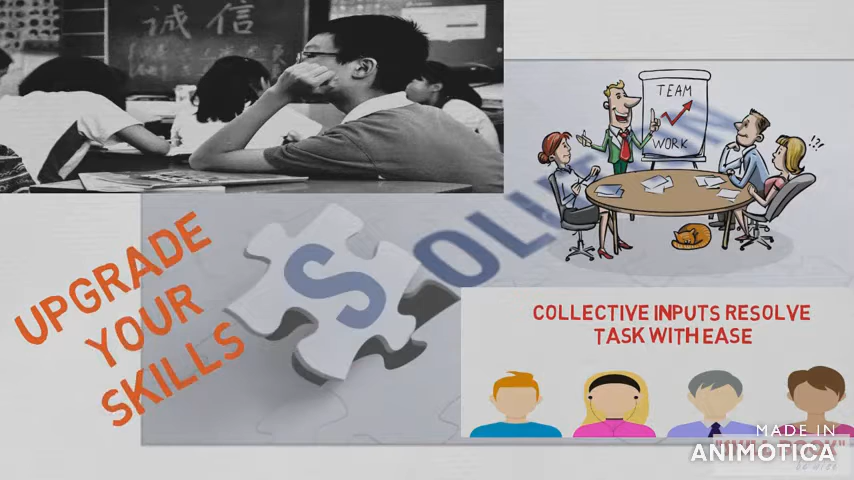 诚信
TEAM
WORK
UPGRADE
YOUR
SKILLS
SOLU
COLLECTIVE INPUTS RESOLVE
TASK WITH EASE
MADE IN
ANIMOTICA